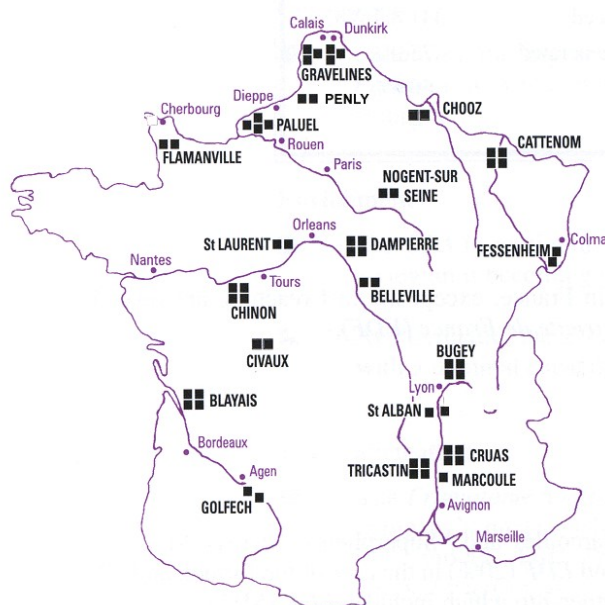 Calais
Dunkirk
GRAVELINES
Dieppe
PENLY
CHOOZ
Cherbourg
PALUEL
CATTENOM
Rouen
FLAMANVILLE
Paris
NOGENT-SUR
SEINE
Orleans
Colma
St LAURENT
DAMPIERRE
FESSENHEIM
Nantes
Tours
BELLEVILLE
CHINON
CIVAUX
BUGEY
Lyon
BLAYAIS
St ALBAN
Bordeaux
CRUAS
TRICASTIN
Agen
MARCOULE
GOLFECH
Avignon
Marseille